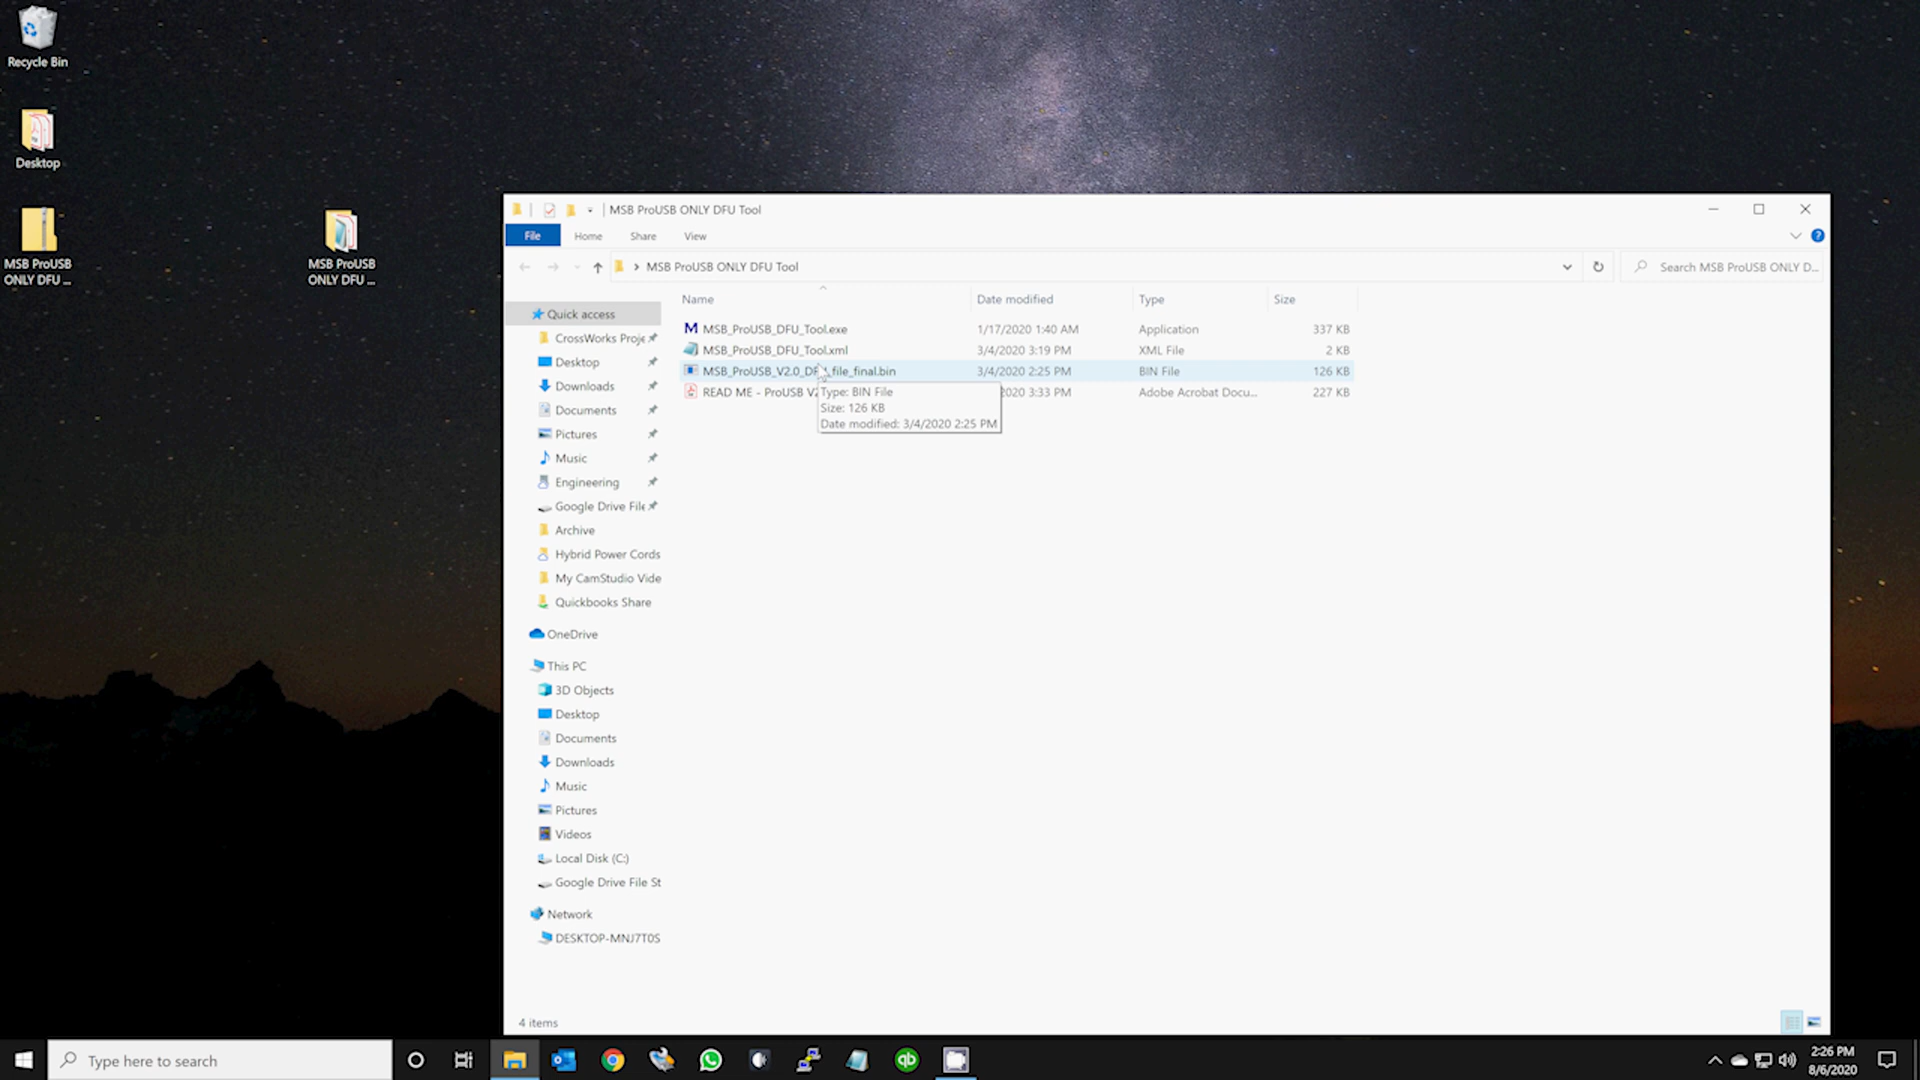 Recycle Bin
Desktop
MSB ProUSB
ONLY DFU ...
MSB ProUSB
ONLY DFU ...
MSB ProUSB ONLY DFU Tool
File Home Share View
MSB ProUSB ONLY DFU Tool
Search MSB ProUSB ONLY D...
Name Date modified Type Size
MSB_ProUSB_DFU_Tool.exe 1/17/2020 1:40 AM Application 337 KB
MSB_ProUSB_DFU_Tool.xml 3/4/2020 3:19 PM XML File 2 KB
MSB_ProUSB_V2.0_DFU_file_final.bin 3/4/2020 2:25 PM BIN File 126 KB
READ ME - ProUSB V2 2020 3:33 PM Adobe Acrobat Docu... 227 KB
Type: BIN File
Size: 126 KB
Date modified: 3/4/2020 2:25 PM
Quick access
CrossWorks Proje
Desktop
Downloads
Documents
Pictures
Music
Engineering
Google Drive File
Archive
Hybrid Power Cords
My CamStudio Vide
Quickbooks Share
OneDrive
This PC
3D Objects
Desktop
Documents
Downloads
Music
Pictures
Videos
Local Disk (C:)
Google Drive File St
Network
DESKTOP-MNJ7T0S
4 items
Type here to search
2:26 PM
8/6/2020